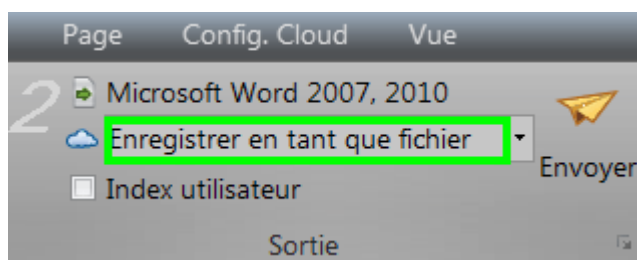 Page Config. Cloud Vue
2 Microsoft Word 2007, 2010
Enregistrer en tant que fichier
Envoyer
Index utilisateur
Sortie